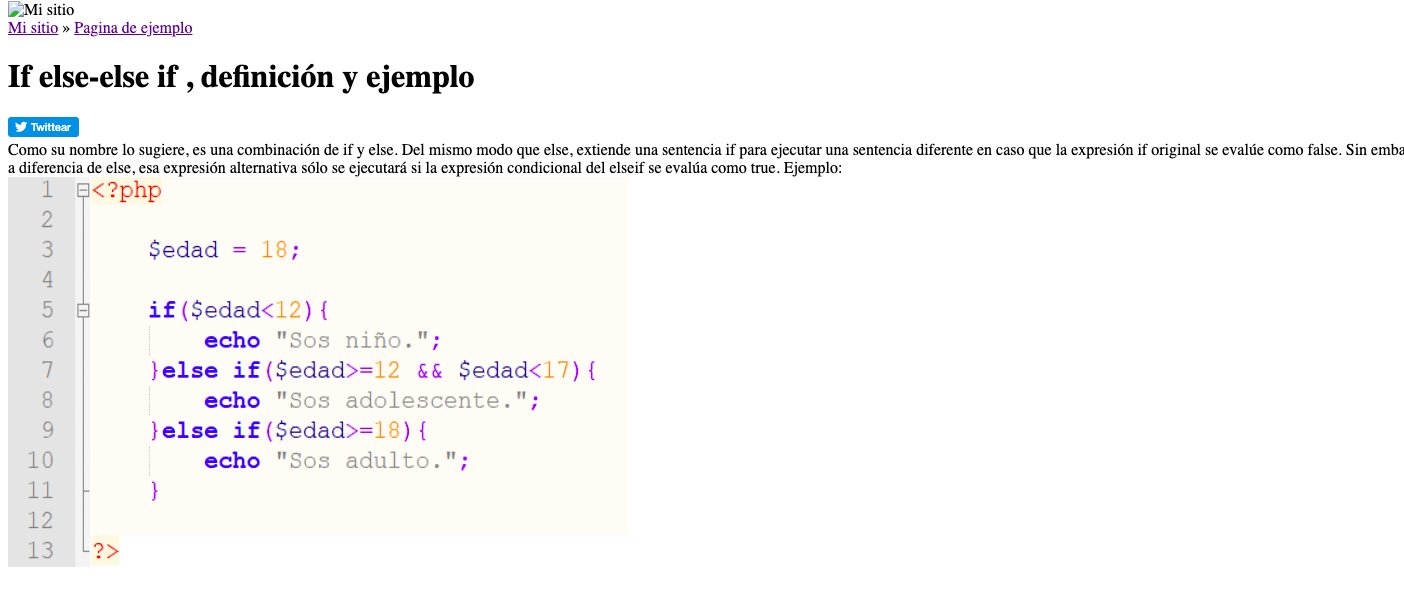 Mi sitio
Mi sitio » Pagina de ejemplo
If else-else if , definición y ejemplo
Twittear
Como su nombre lo sugiere, es una combinación de if y else. Del mismo modo que else, extiende una sentencia if para ejecutar una sentencia diferente en caso que la expresión if original se evalúe como false. Sin
a diferencia de else, esa expresión alternativa sólo se ejecutará si la expresión condicional del elseif se evalúa como true. Ejemplo:
1 <?php
2
3 $edad = 18;
4
5 if($edad<12){
6 echo "Sos niño.";
7 }else if($edad>=12 && $edad<17){
8 echo "Sos adolescente.";
9 }else if($edad>=18){
10 echo "Sos adulto.";
11 }
12
13 ?>